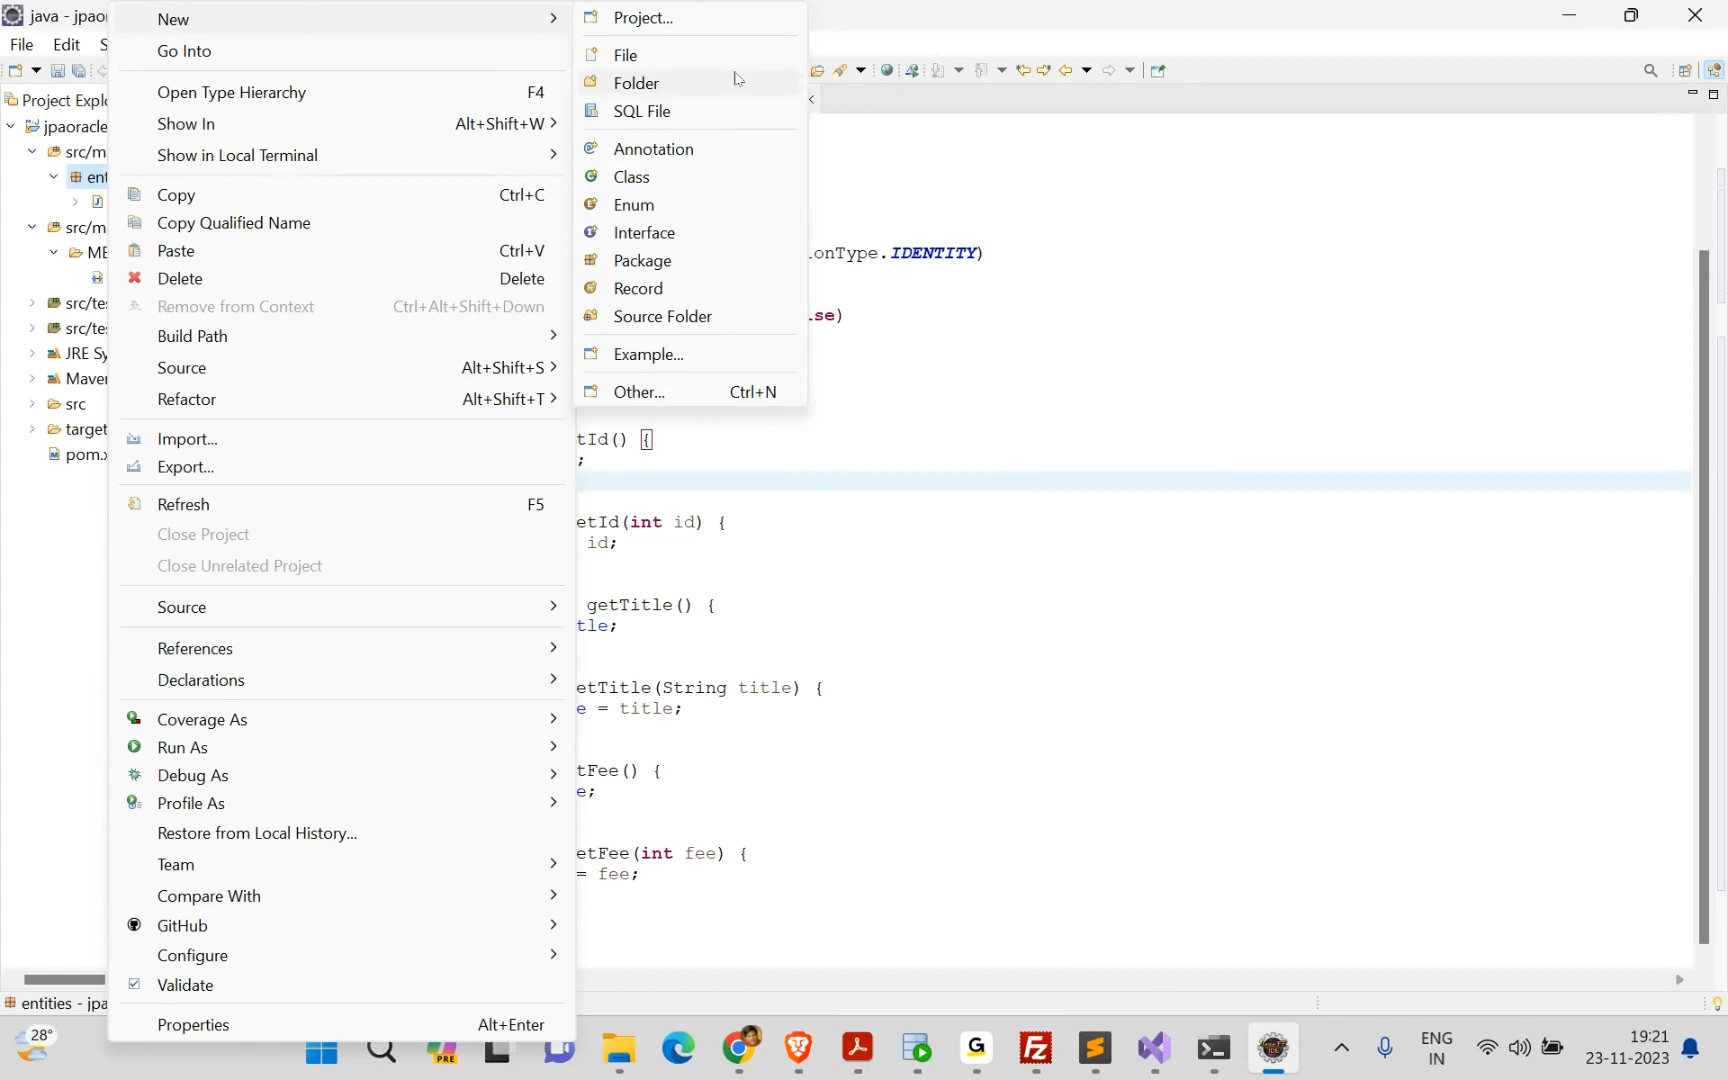 java - jpaor
File Edit S
Project Explo
jpaoracle
src/m
ent
src/m
ME
src/tes
src/tes
JRE Sy
Maven
src
target
pom.x
entities - jpa
New
Go Into
Open Type Hierarchy F4
Show In Alt+Shift+W
Show in Local Terminal
Copy Ctrl+C
Copy Qualified Name
Paste Ctrl+V
Delete Delete
Remove from Context Ctrl+Alt+Shift+Down
Build Path
Source Alt+Shift+S
Refactor Alt+Shift+T
Import...
Export...
Refresh F5
Close Project
Close Unrelated Project
Source
References
Declarations
Coverage As
Run As
Debug As
Profile As
Restore from Local History...
Team
Compare With
GitHub
Configure
Validate
Properties Alt+Enter
Project...
File
Folder
SQL File
Annotation
Class
Enum
Interface
Package
Record
Source Folder
Example...
Other... Ctrl+N
onType.IDENTITY)
lse)
tId() {
;
etId(int id) {
id;
getTitle() {
tle;
etTitle(String title) {
e = title;
tFee() {
e;
etFee(int fee) {
= fee;
28°
PRE
ENG
IN
19:21
23-11-2023